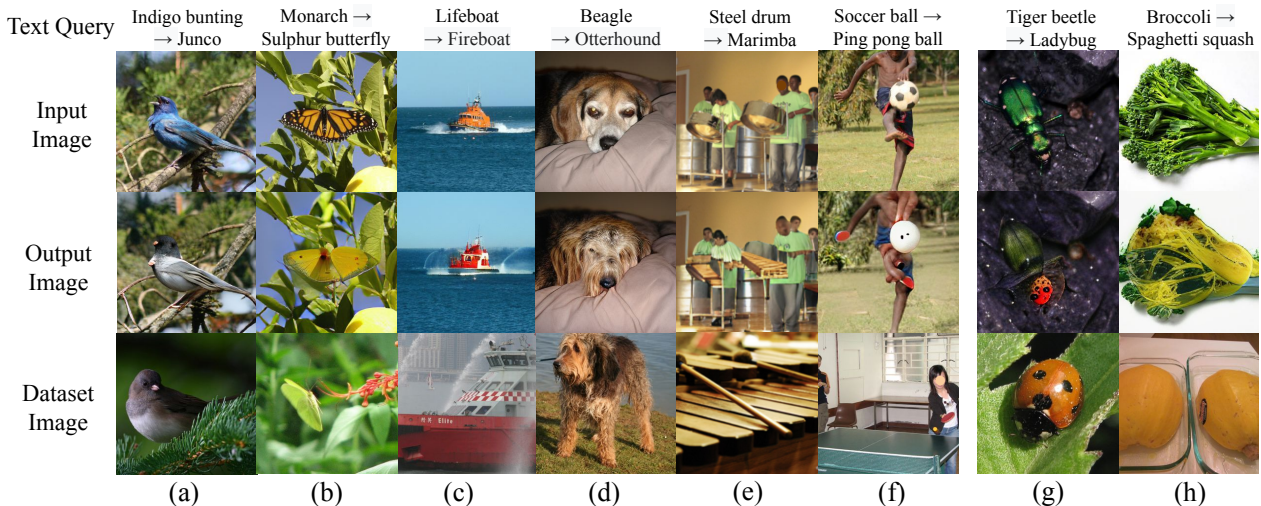 Text Query
Indigo bunting
→ Junco
Monarch →
Sulphur butterfly
Lifeboat
→ Fireboat
Beagle
→ Otterhound
Steel drum
→ Marimba
Soccer ball →
Ping pong ball
Tiger beetle
→ Ladybug
Broccoli →
Spaghetti squash
Input
Image
Output
Image
Dataset
Image
(a)
(b)
(c)
(d)
(e)
(f)
(g)
(h)